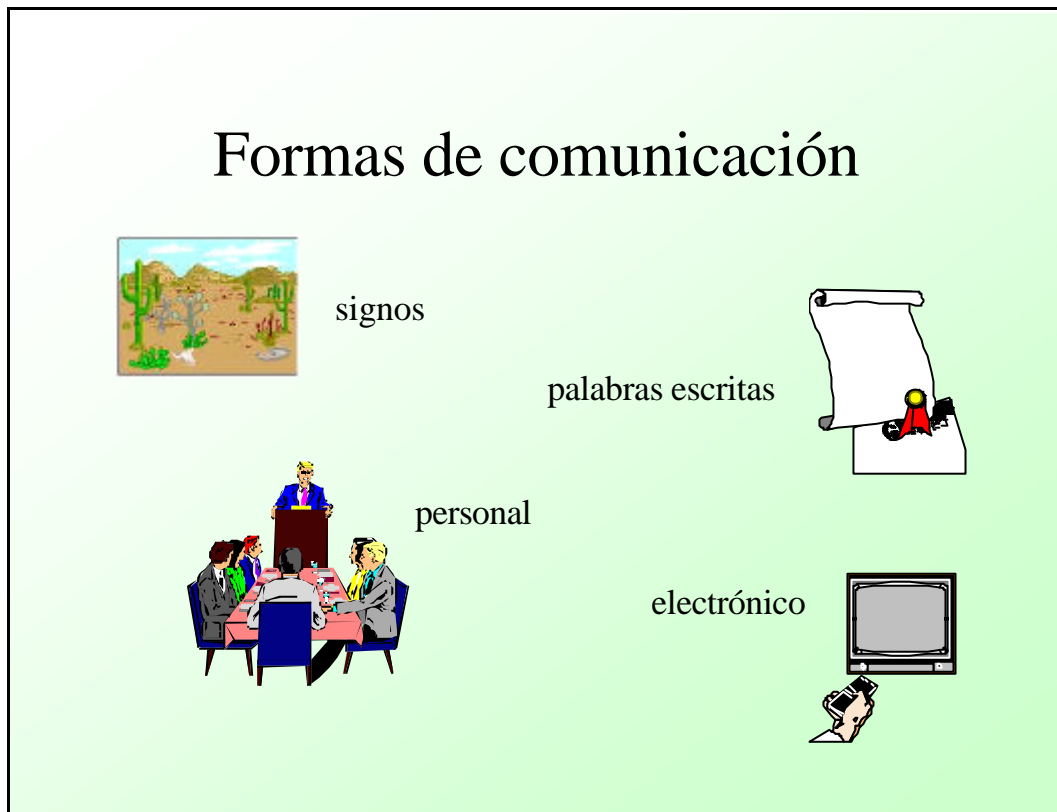 Formas de comunicación
signos
palabras escritas
personal
electrónico